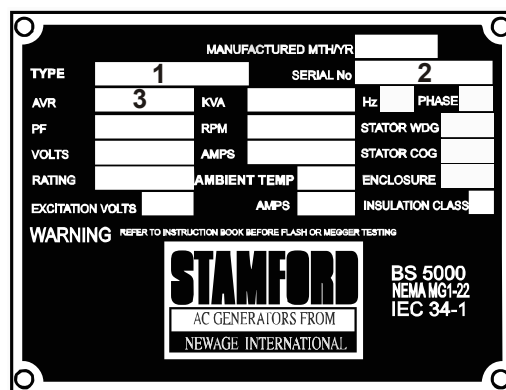 MANUFACTURED MTH/YR
TYPE 1 SERIAL No 2
AVR 3 KVA Hz PHASE
PF RPM STATOR WDG
VOLTS AMPS STATOR COG
RATING AMBIENT TEMP ENCLOSURE
EXCITATION VOLTS AMPS INSULATION CLASS
WARNING REFER TO INSTRUCTION BOOK BEFORE FLASH OR MEGGER TESTING
STAMFORD
AC GENERATORS FROM
NEWAGE INTERNATIONAL
BS 5000
NEMA MG1-22
IEC 34-1